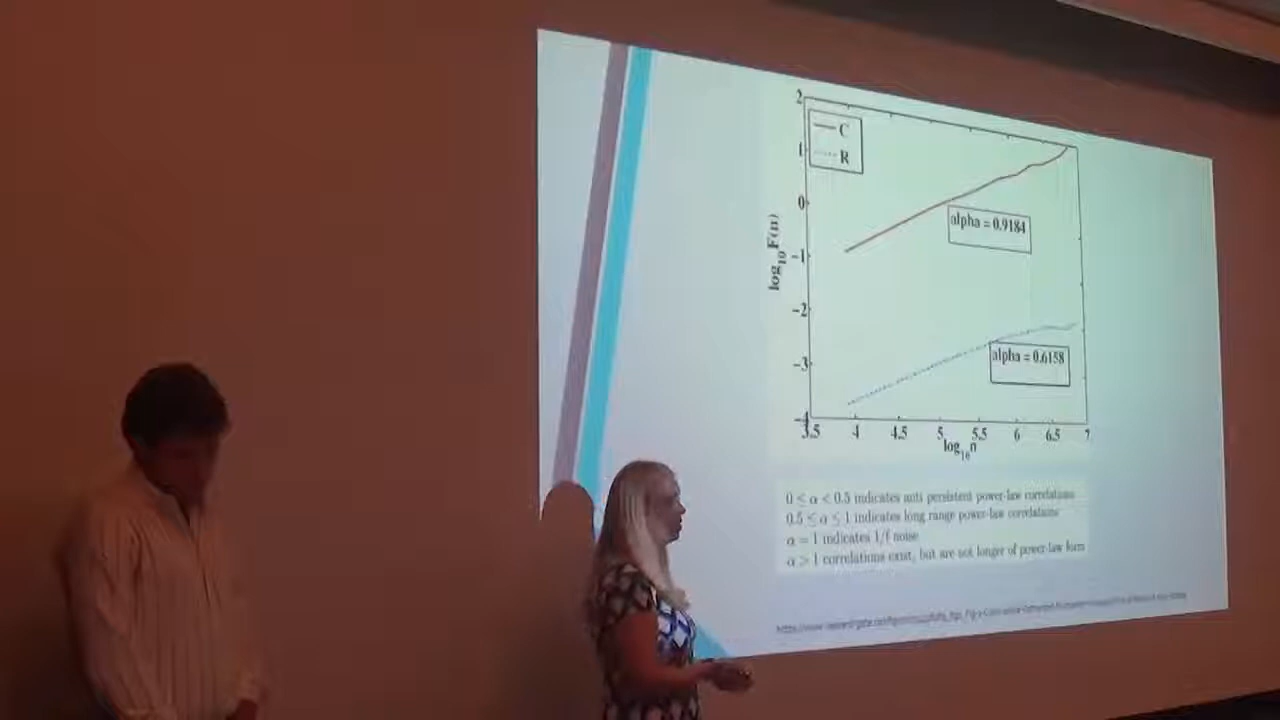 2
C
R
1
0
alpha = 0.9184
log10F(n)
-1
-2
-3
alpha = 0.6158
-4
3.5 4 4.5 5 5.5 6 6.5 7
log10n
0 ≤ α < 0.5 indicates anti persistent power-law correlations
0.5 ≤ α ≤ 1 indicates long range power-law correlations
α = 1 indicates 1/f noise
α > 1 correlations exist, but are not longer of power-law form